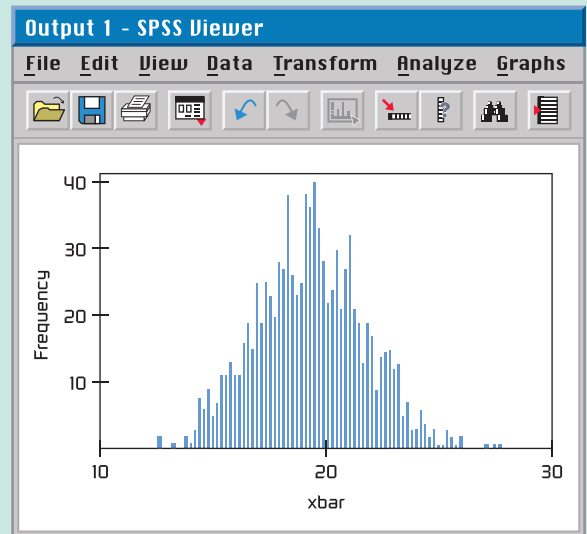 Output 1 - SPSS Viewer
File Edit View Data Transform Analyze Graphs
40
30
20
10
Frequency
10 20 30
xbar